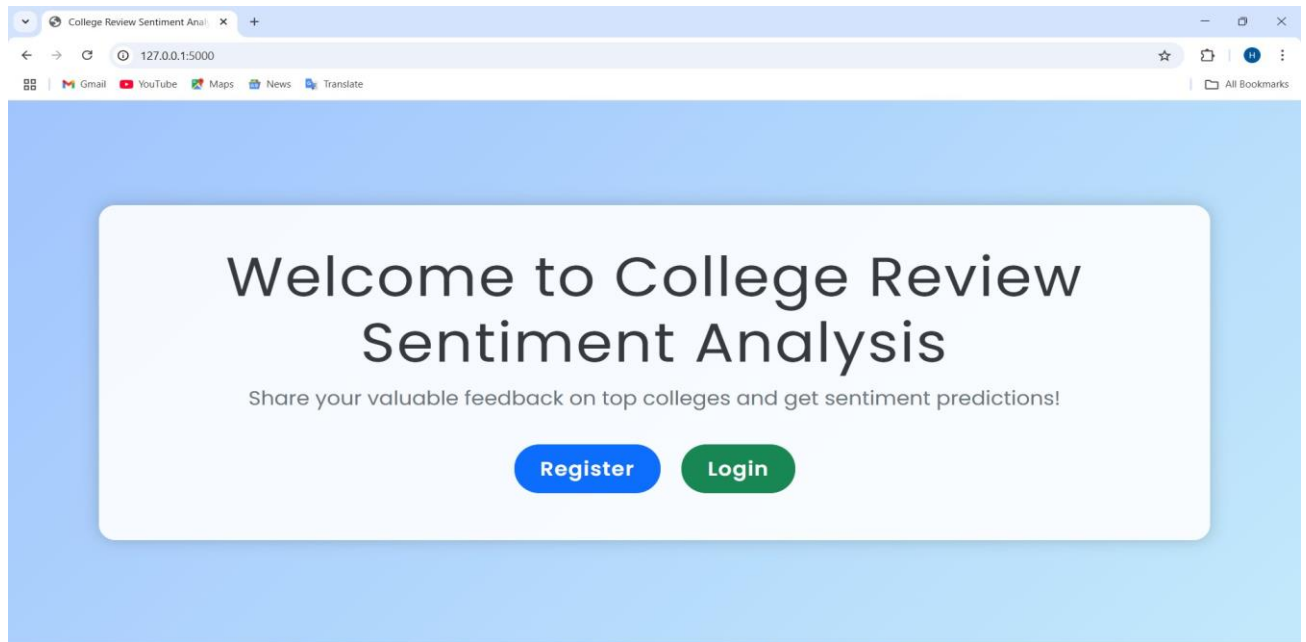 College Review Sentiment Anal
127.0.0.1:5000
H
Gmail YouTube Maps News Translate All Bookmarks
Welcome to College Review
Sentiment Analysis
Share your valuable feedback on top colleges and get sentiment predictions!
Register Login